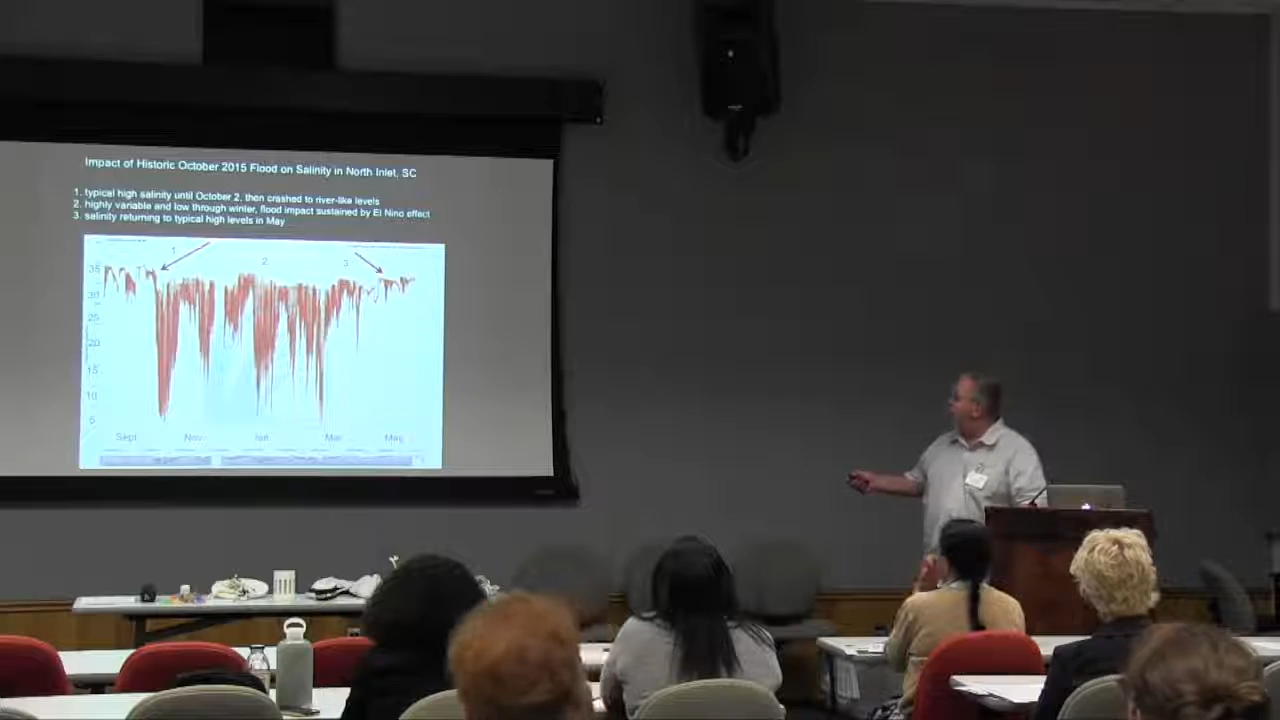 Impact of Historic October 2015 Flood on Salinity in North Inlet, SC
1. typical high salinity until October 2, then crashed to river-like levels
2. highly variable and low through winter, flood impact sustained by El Nino effect
3. salinity returning to typical high levels in May
1
2
3
35
30
25
20
15
10
5
Sept
Nov
Jan
Mar
May